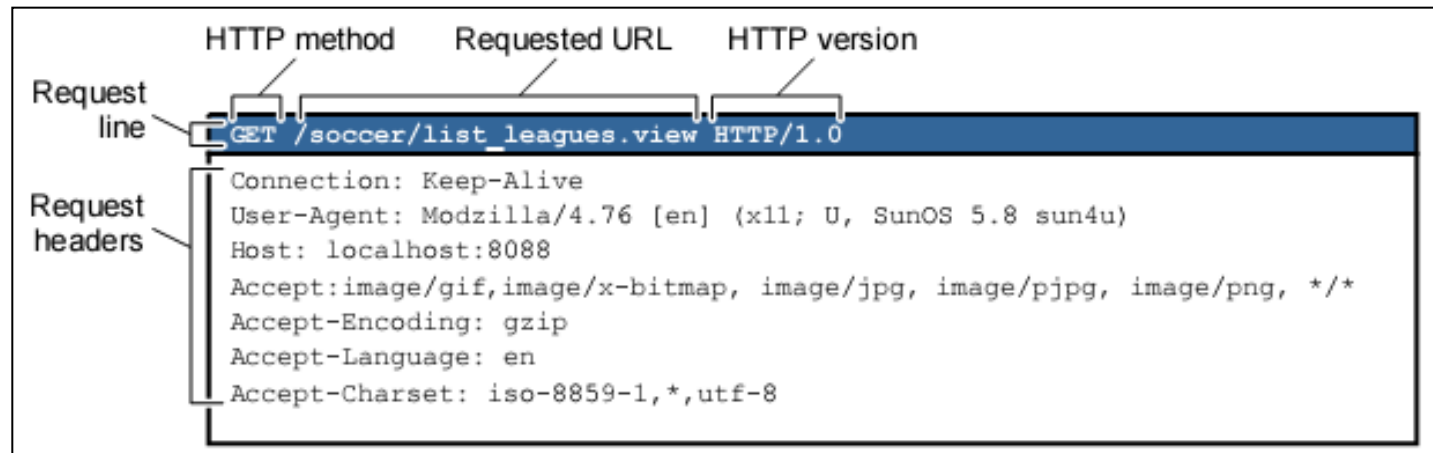 HTTP method Requested URL HTTP version
Request
line
GET /soccer/list_leagues.view HTTP/1.0
Request
headers
Connection: Keep-Alive
User-Agent: Modzilla/4.76 [en] (x11; U, SunOS 5.8 sun4u)
Host: localhost:8088
Accept:image/gif,image/x-bitmap, image/jpg, image/pjpg, image/png, */*
Accept-Encoding: gzip
Accept-Language: en
Accept-Charset: iso-8859-1,*,utf-8